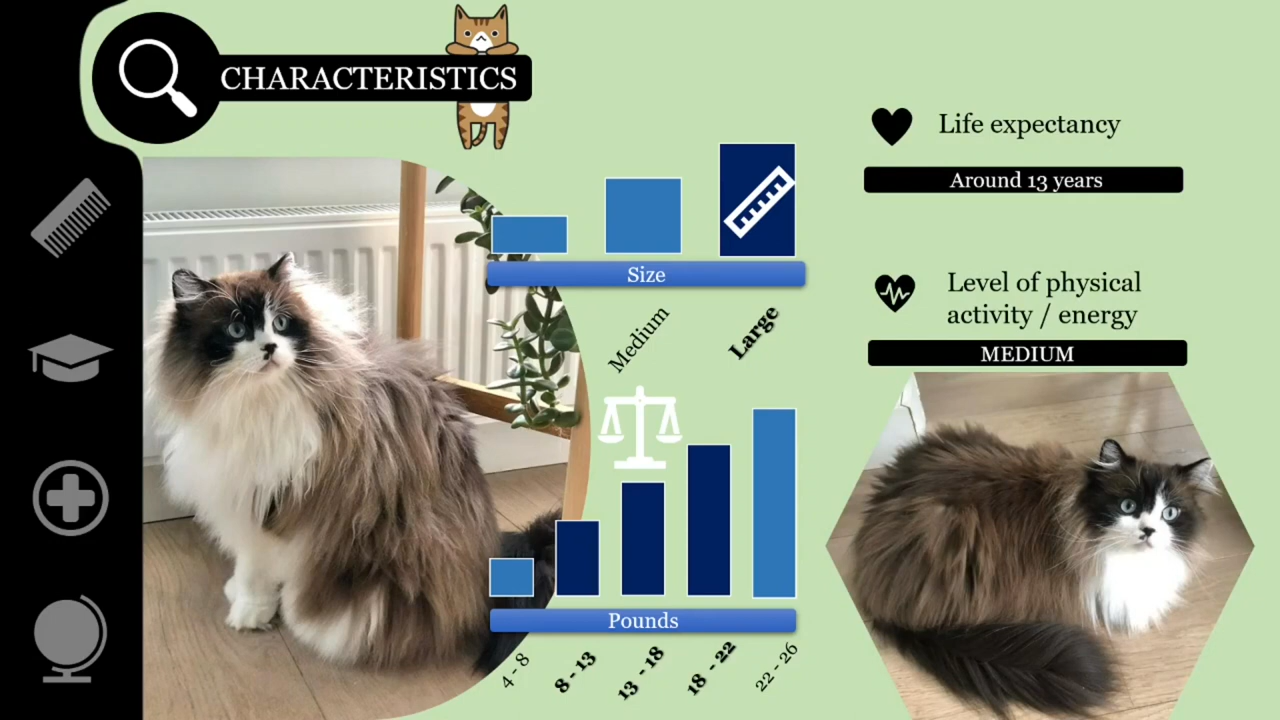 CHARACTERISTICS
Life expectancy
Around 13 years
Size
Medium
Large
Level of physical
activity / energy
MEDIUM
Pounds
4 - 8
8 - 13
13 - 18
18 - 22
22 - 26